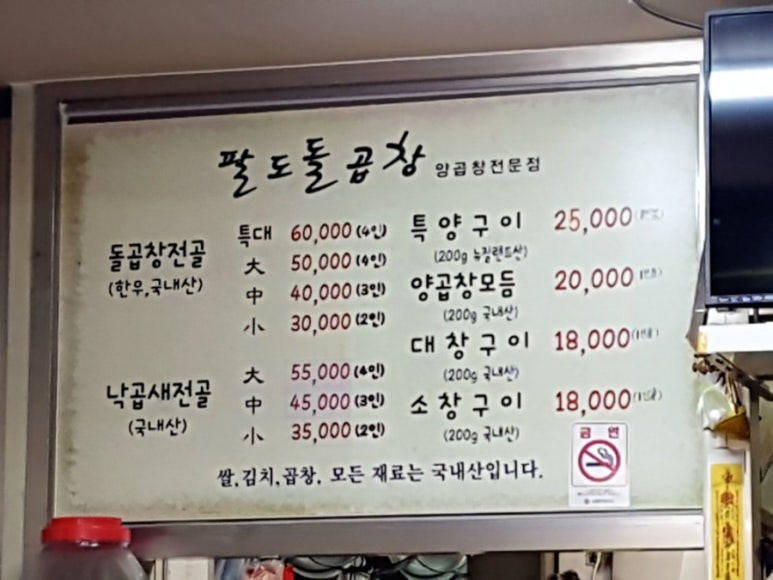 팔도돌곱창 양곱창전문점
돌곱창전골
(한우,국내산)
특대 60,000 (4인)
大 50,000 (4인)
中 40,000 (3인)
小 30,000 (2인)
낙곱새전골
(국내산)
大 55,000 (4인)
中 45,000 (3인)
小 35,000 (2인)
특양구이 25,000
(200g 뉴질랜드산)
양곱창모듬 20,000
(200g 국내산)
대창구이 18,000
(200g 국내산)
소창구이 18,000
(200g 국내산)
쌀,김치,곱창, 모든 재료는 국내산입니다.
금연